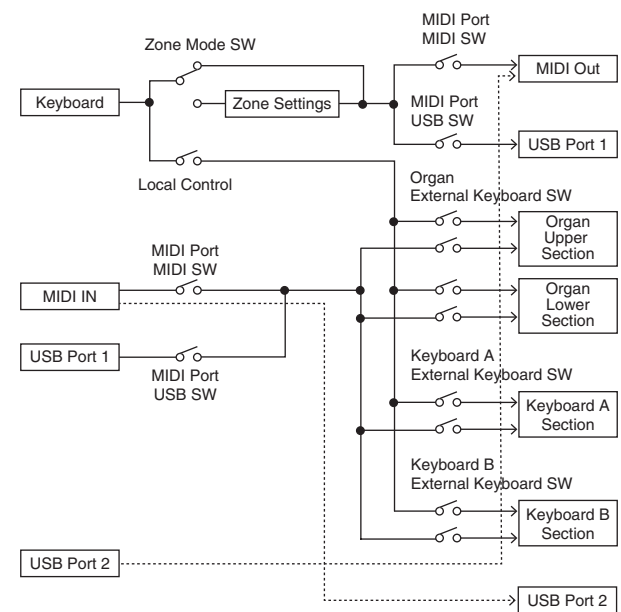 MIDI Port
MIDI SW
Zone Mode SW
MIDI Out
Keyboard
Zone Settings
MIDI Port
USB SW
USB Port 1
Local Control
Organ
External Keyboard SW
Organ
Upper
Section
MIDI Port
MIDI SW
MIDI IN
Organ
Lower
Section
USB Port 1
MIDI Port
USB SW
Keyboard A
External Keyboard SW
Keyboard A
Section
Keyboard B
External Keyboard SW
Keyboard B
Section
USB Port 2
USB Port 2